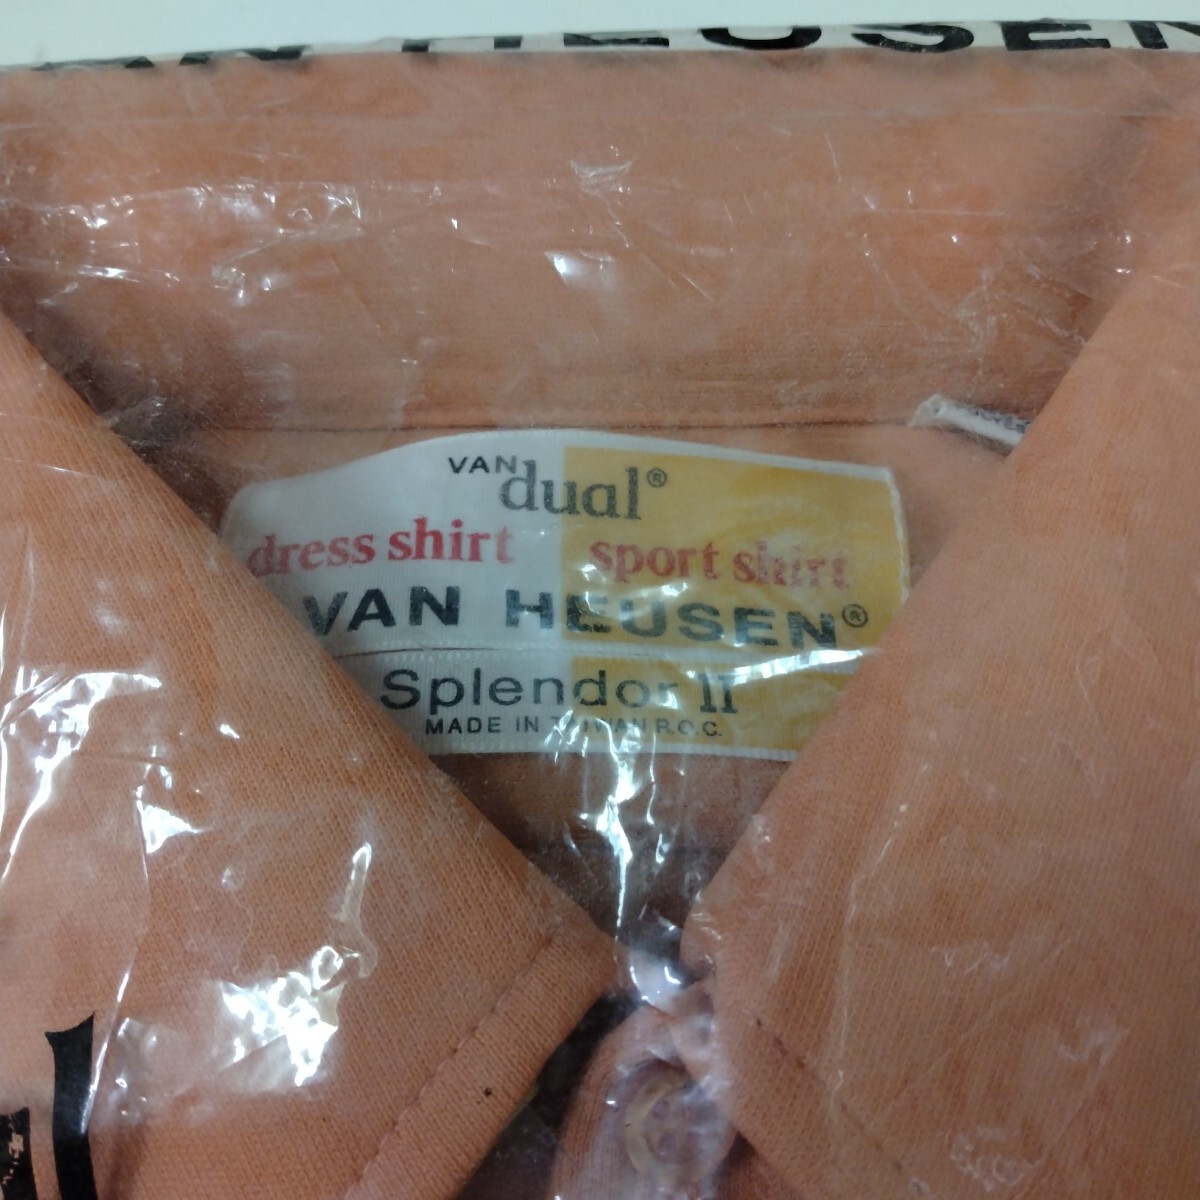 VAN HEUSEN
VAN
dual®
dress shirt sport shirt
VAN HEUSEN®
Splendor II
MADE IN TAIWAN R.O.C.